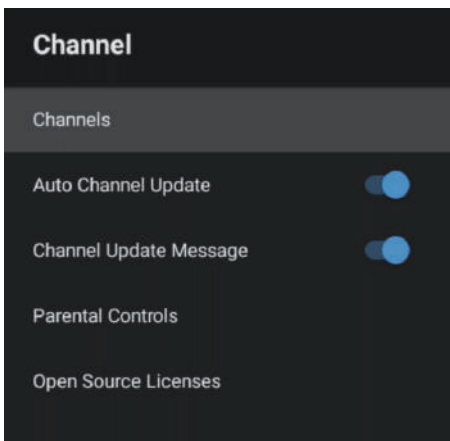 Channel
Channels
Auto Channel Update
Channel Update Message
Parental Controls
Open Source Licenses